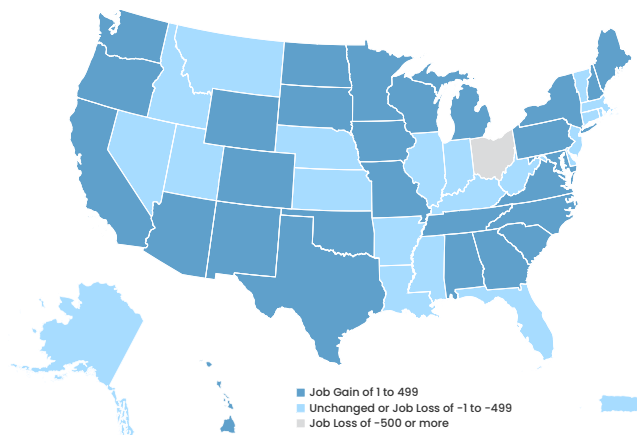 Job Gain of 1 to 499
Unchanged or Job Loss of -1 to -499
Job Loss of -500 or more